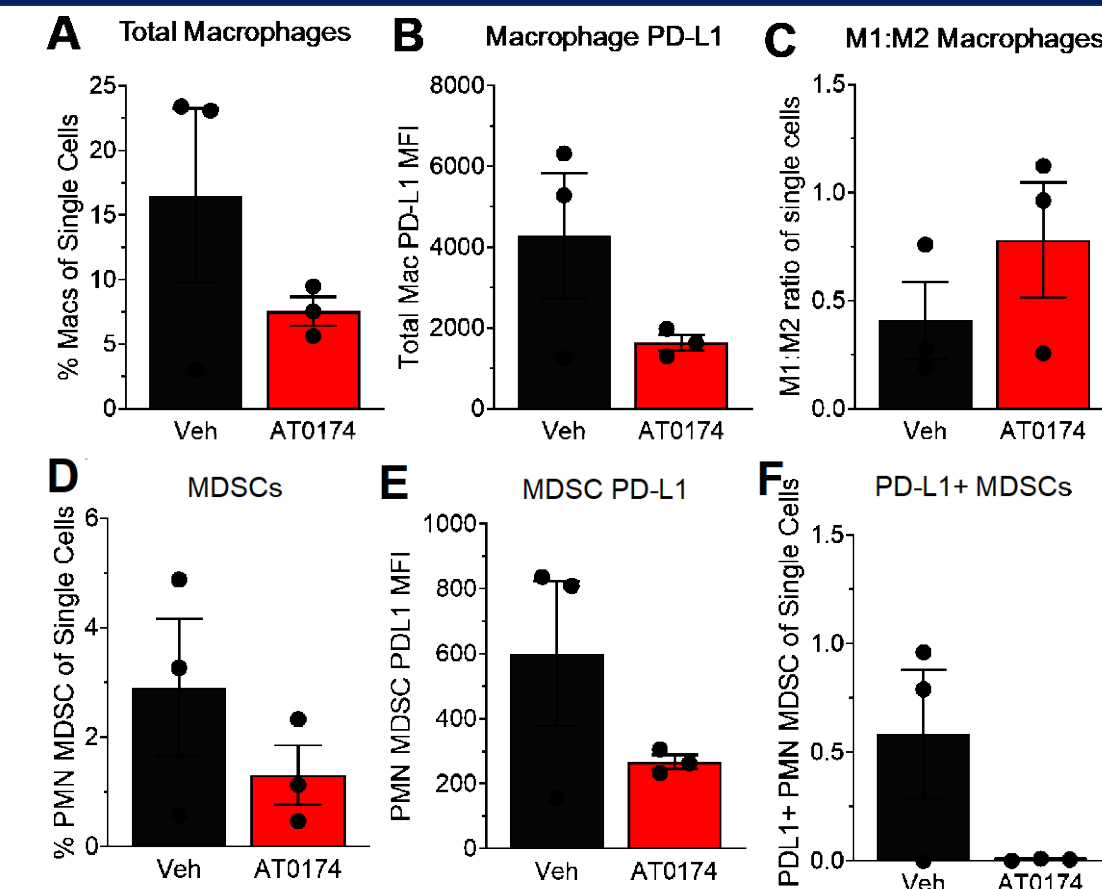 A Total Macrophages
% Macs of Single Cells
25
20
15
10
5
0
Veh AT0174
B Macrophage PD-L1
Total Mac PD-L1 MFI
8000
6000
4000
2000
0
Veh AT0174
C M1:M2 Macrophages
M1:M2 ratio of single cells
1.5
1.0
0.5
0.0
Veh AT0174
D MDSCs
% PMN MDSC of Single Cells
6
4
2
0
Veh AT0174
E MDSC PD-L1
PMN MDSC PDL1 MFI
1000
800
600
400
200
0
Veh AT0174
F PD-L1+ MDSCs
PDL1+ PMN MDSC of Single Cells
1.5
1.0
0.5
0.0
Veh AT0174